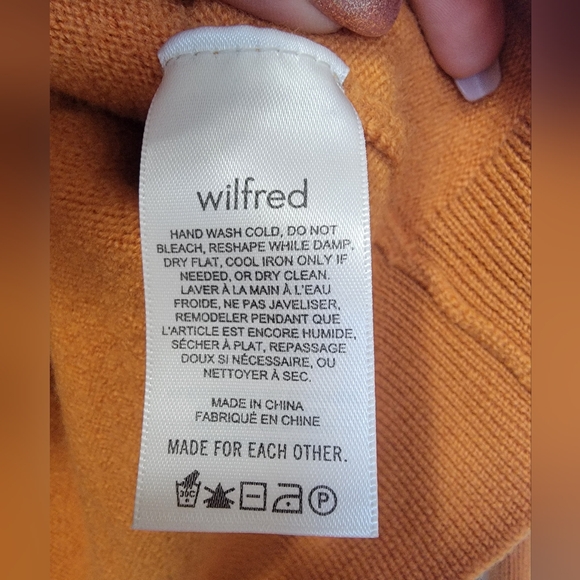 wilfred
HAND WASH COLD, DO NOT
BLEACH, RESHAPE WHILE DAMP,
DRY FLAT, COOL IRON ONLY IF
NEEDED, OR DRY CLEAN.
LAVER À LA MAIN À L'EAU
FROIDE, NE PAS JAVELISER,
REMODELER PENDANT QUE
L'ARTICLE EST ENCORE HUMIDE,
SÉCHER À PLAT, REPASSAGE
DOUX SI NÉCESSAIRE, OU
NETTOYER À SEC.
MADE IN CHINA
FABRIQUÉ EN CHINE
MADE FOR EACH OTHER.
30C P